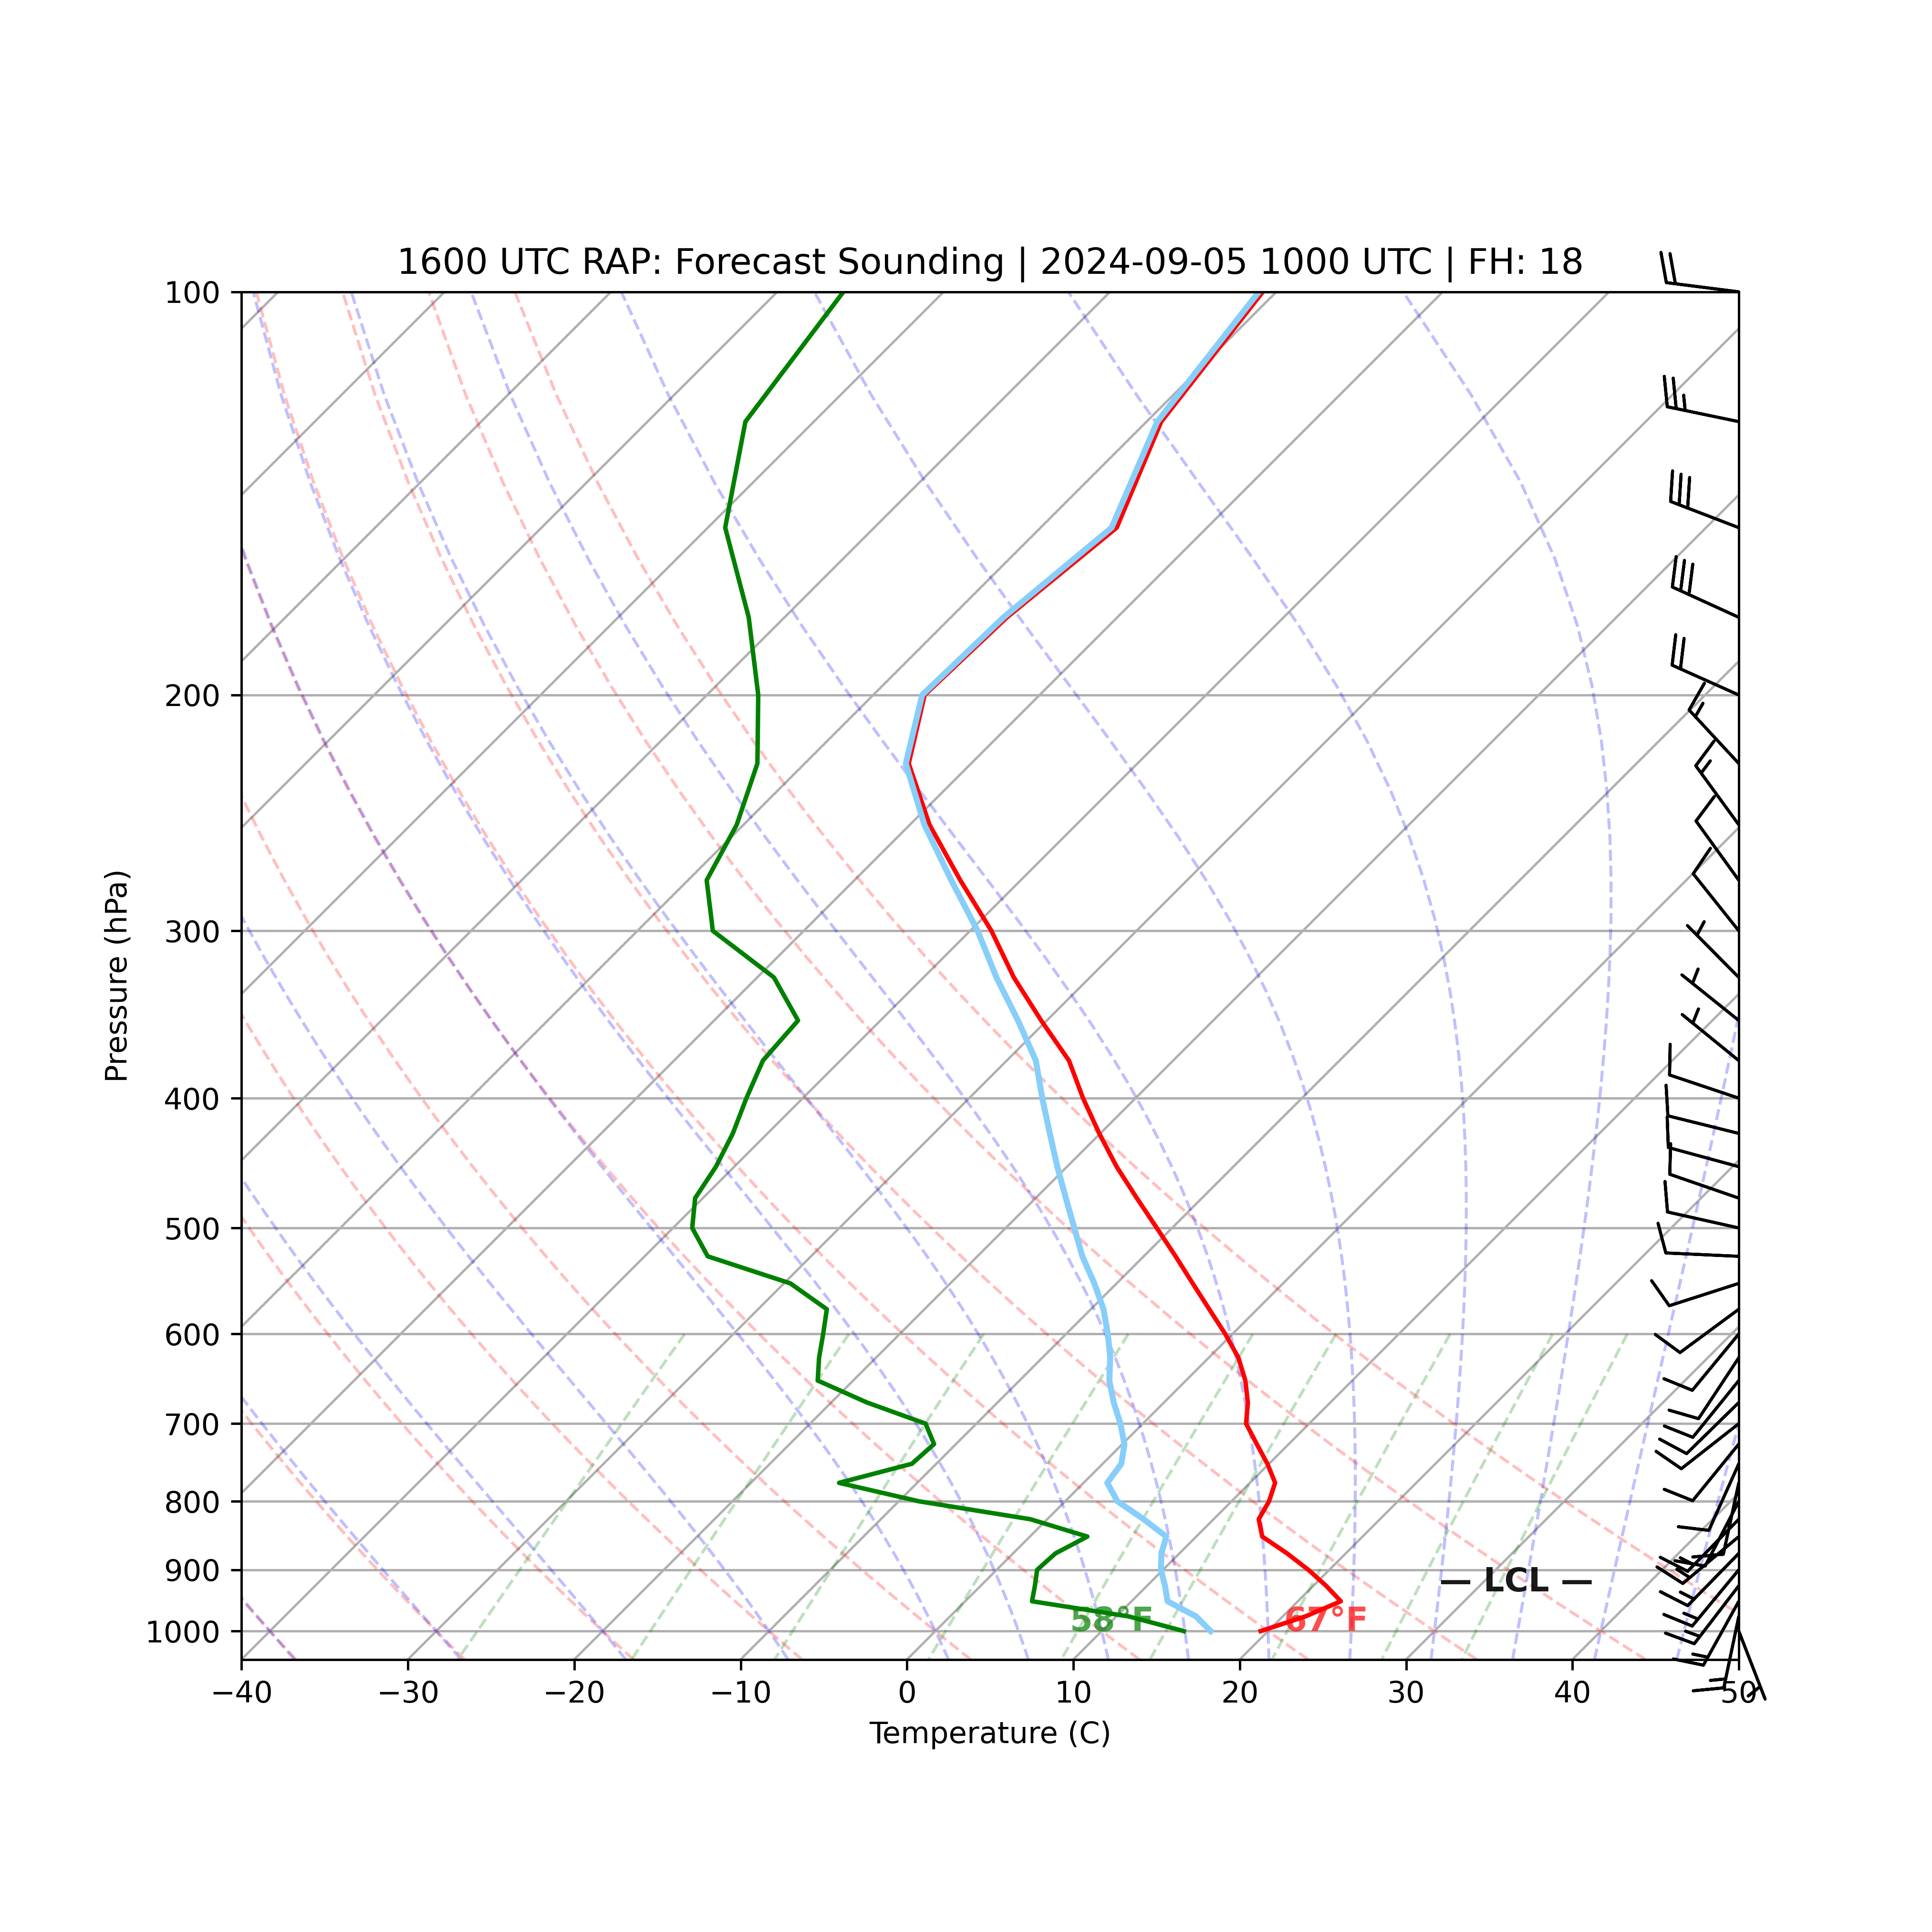 1600 UTC RAP: Forecast Sounding | 2024-09-05 1000 UTC | FH: 18
100
200
300
400
500
600
700
800
900
1000
Pressure (hPa)
— LCL —
58°F
67°F
−40 −30 −20 −10 0 10 20 30 40 50
Temperature (C)